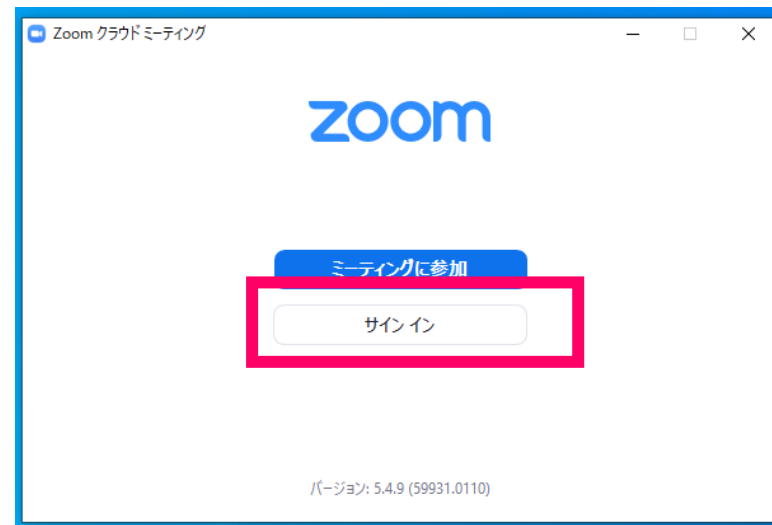 Zoom クラウド ミーティング
zoom
ミーティングに参加
サイン イン
バージョン: 5.4.9 (59931.0110)